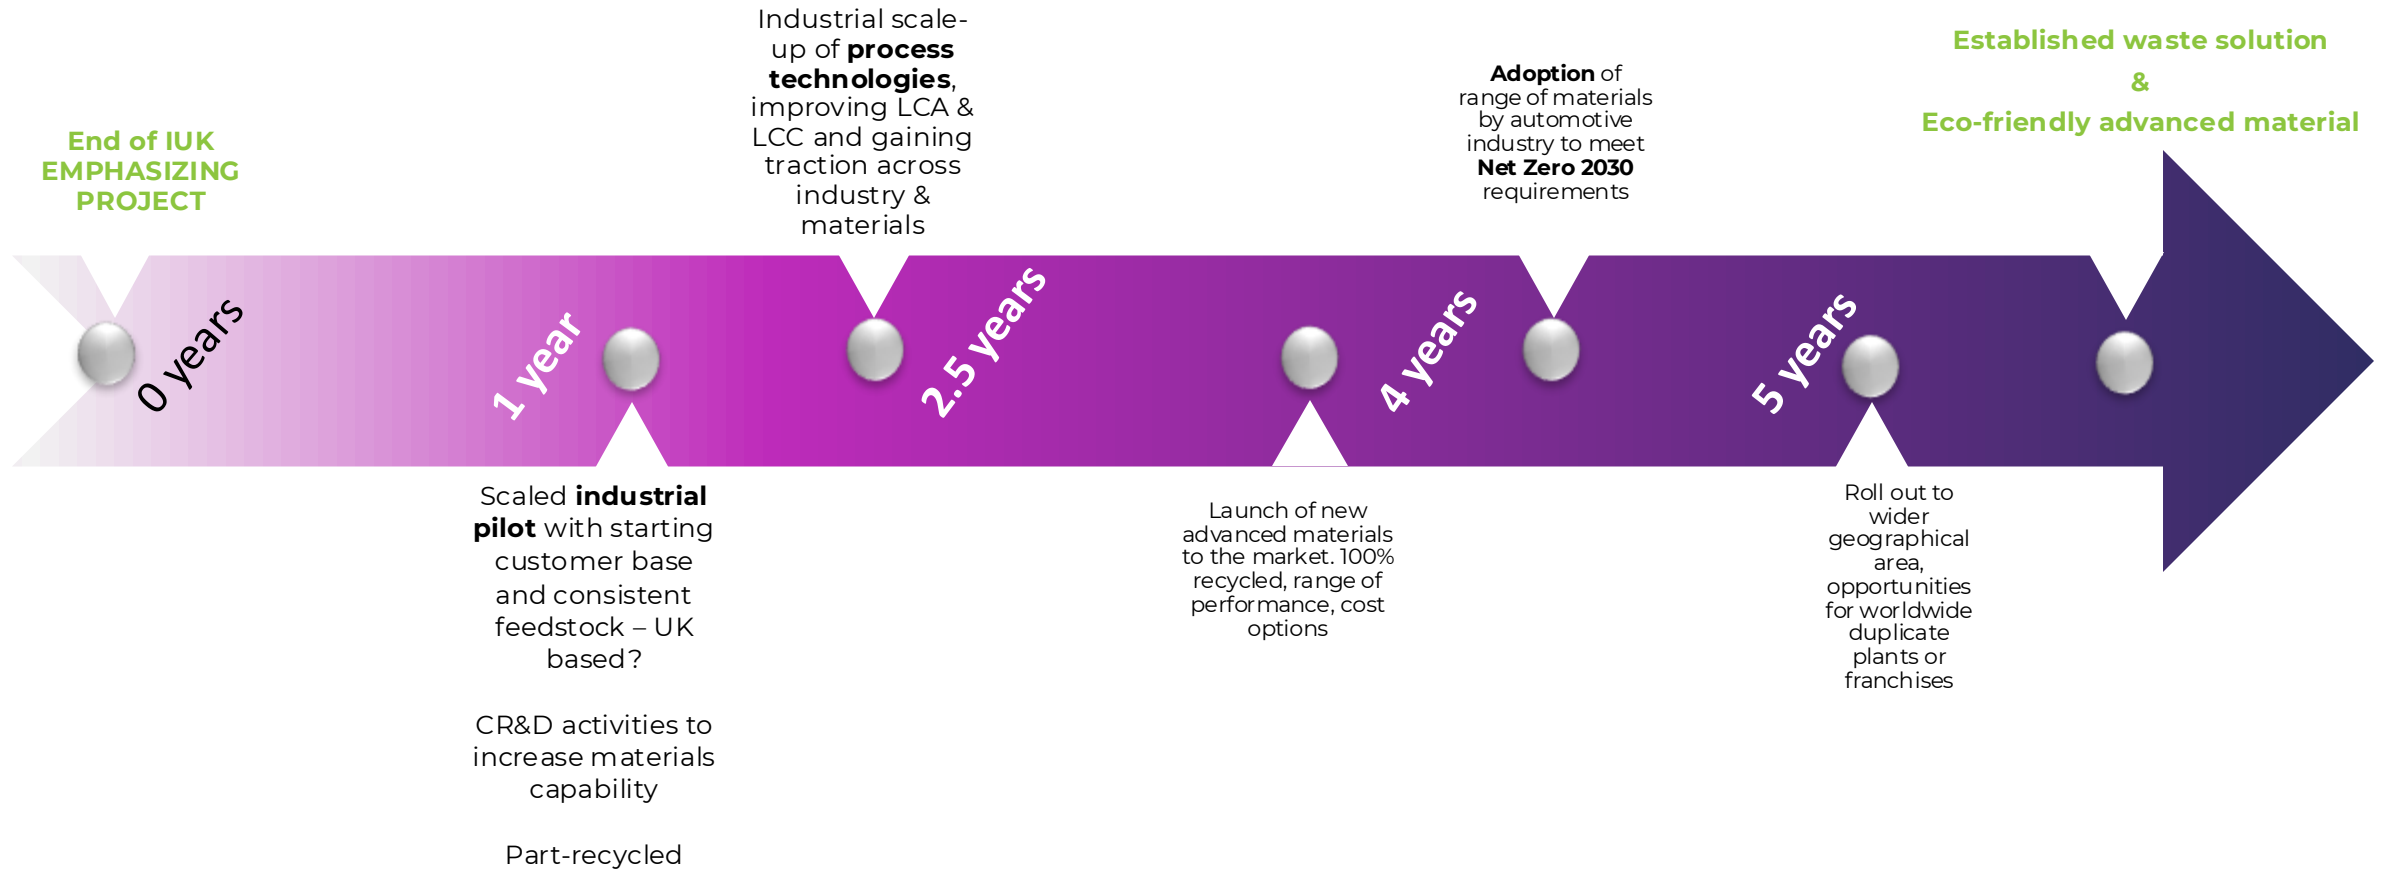 End of IUK
EMPHASIZING
PROJECT
0 years
1 year
Scaled industrial
pilot with starting
customer base
and consistent
feedstock – UK
based?
CR&D activities to
increase materials
capability
Part-recycled
Industrial scale-
up of process
technologies,
improving LCA &
LCC and gaining
traction across
industry &
materials
2.5 years
Launch of new
advanced materials
to the market. 100%
recycled, range of
performance, cost
options
4 years
Adoption of
range of materials
by automotive
industry to meet
Net Zero 2030
requirements
5 years
Roll out to
wider
geographical
area,
opportunities
for worldwide
duplicate
plants or
franchises
Established waste solution
&
Eco-friendly advanced material